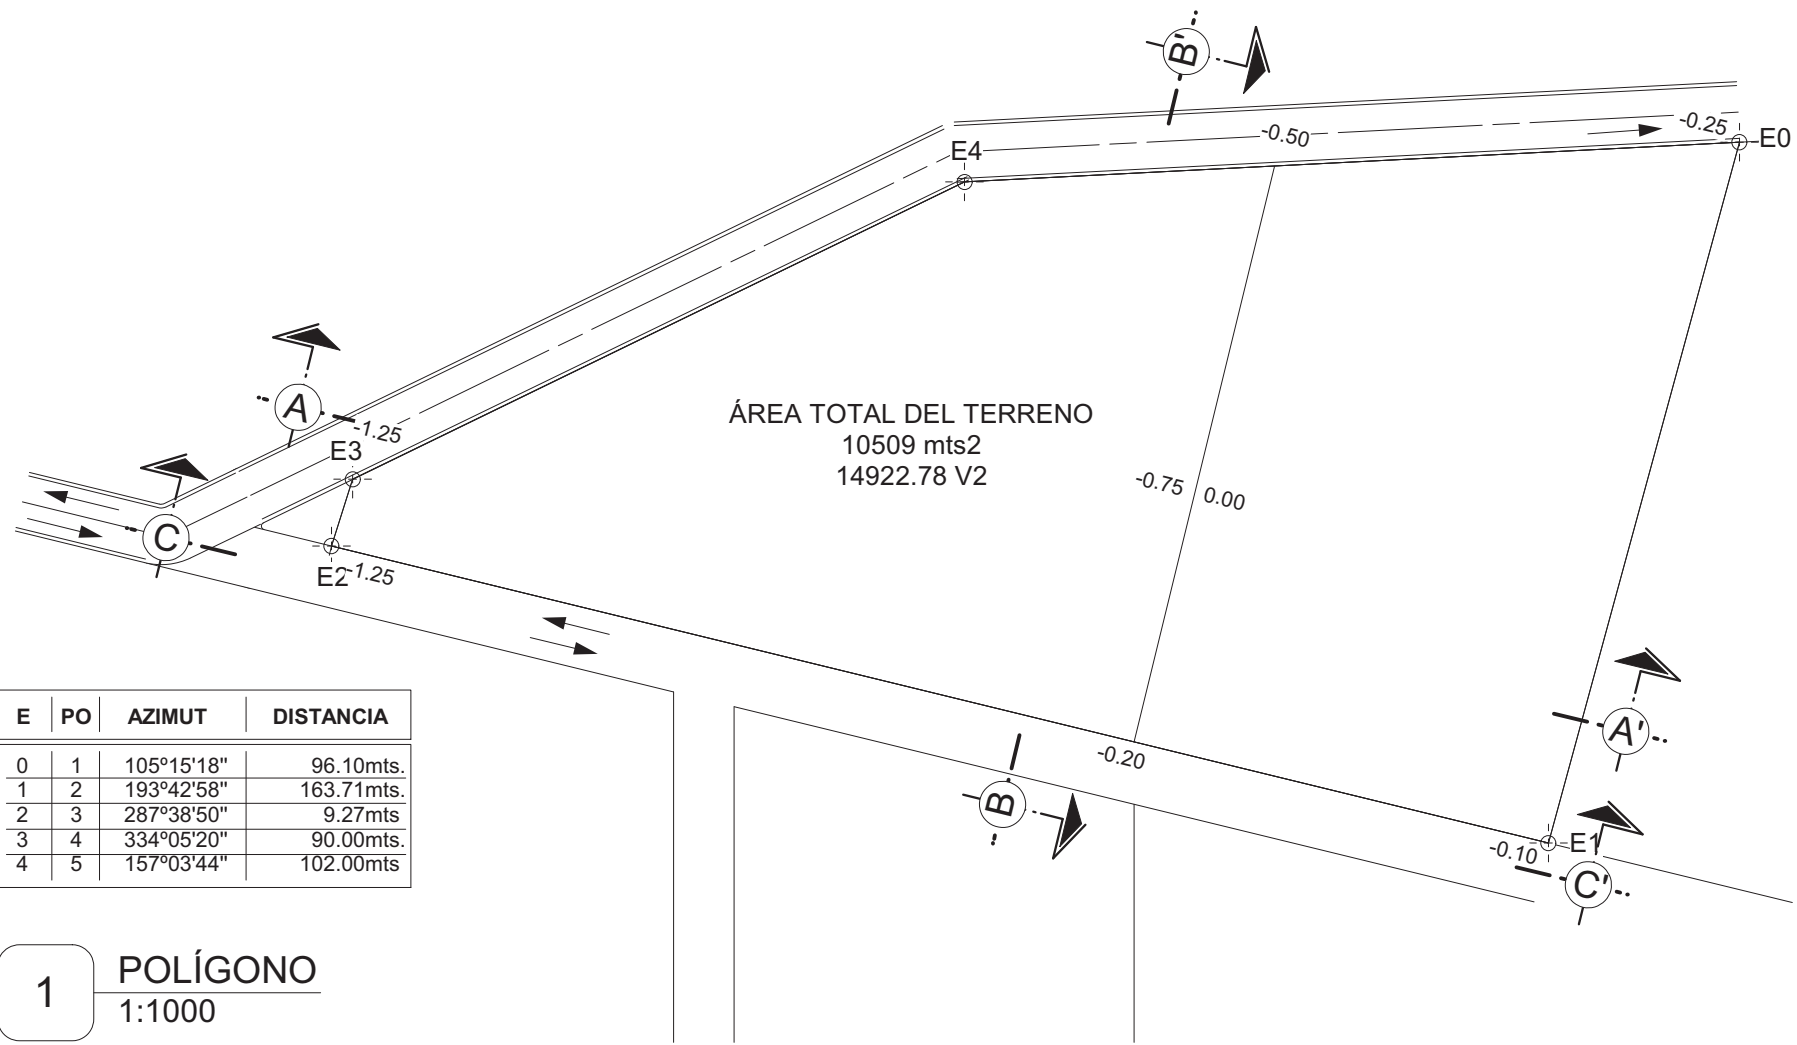 B'
-0.50
-0.25
E0
E4
A
-1.25
E3
ÁREA TOTAL DEL TERRENO
10509 mts2
14922.78 V2
-0.75
0.00
C
E2
-1.25
-0.20
B
A'
-0.10
E1
C'
E PO AZIMUT DISTANCIA
0 1 105º15'18" 96.10mts.
1 2 193º42'58" 163.71mts.
2 3 287º38'50" 9.27mts
3 4 334º05'20" 90.00mts.
4 5 157º03'44" 102.00mts
1
POLÍGONO
1:1000